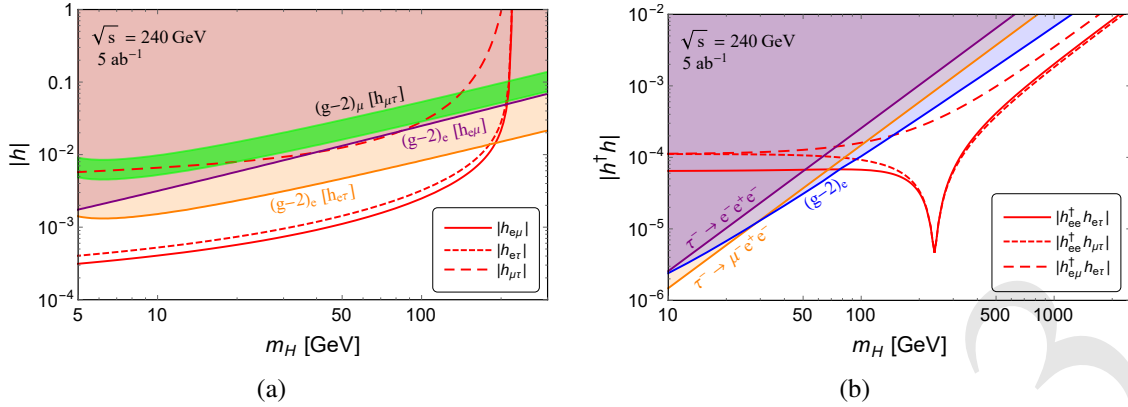 √s = 240 GeV
5 ab⁻¹
(g-2)μ [hμτ]
(g-2)e [heμ]
(g-2)e [heτ]
|heμ|
|heτ|
|hμτ|
1
0.1
10⁻²
10⁻³
10⁻⁴
|h|
5
10
50
100
mH [GeV]
(a)
√s = 240 GeV
5 ab⁻¹
τ⁻ → e⁻e⁺e⁻
τ⁻ → μ⁻e⁺e⁻
(g-2)e
|h†ee heτ|
|h†ee hμτ|
|h†eμ heτ|
10⁻²
10⁻³
10⁻⁴
10⁻⁵
10⁻⁶
|h†h|
10
50
100
500
1000
mH [GeV]
(b)
3